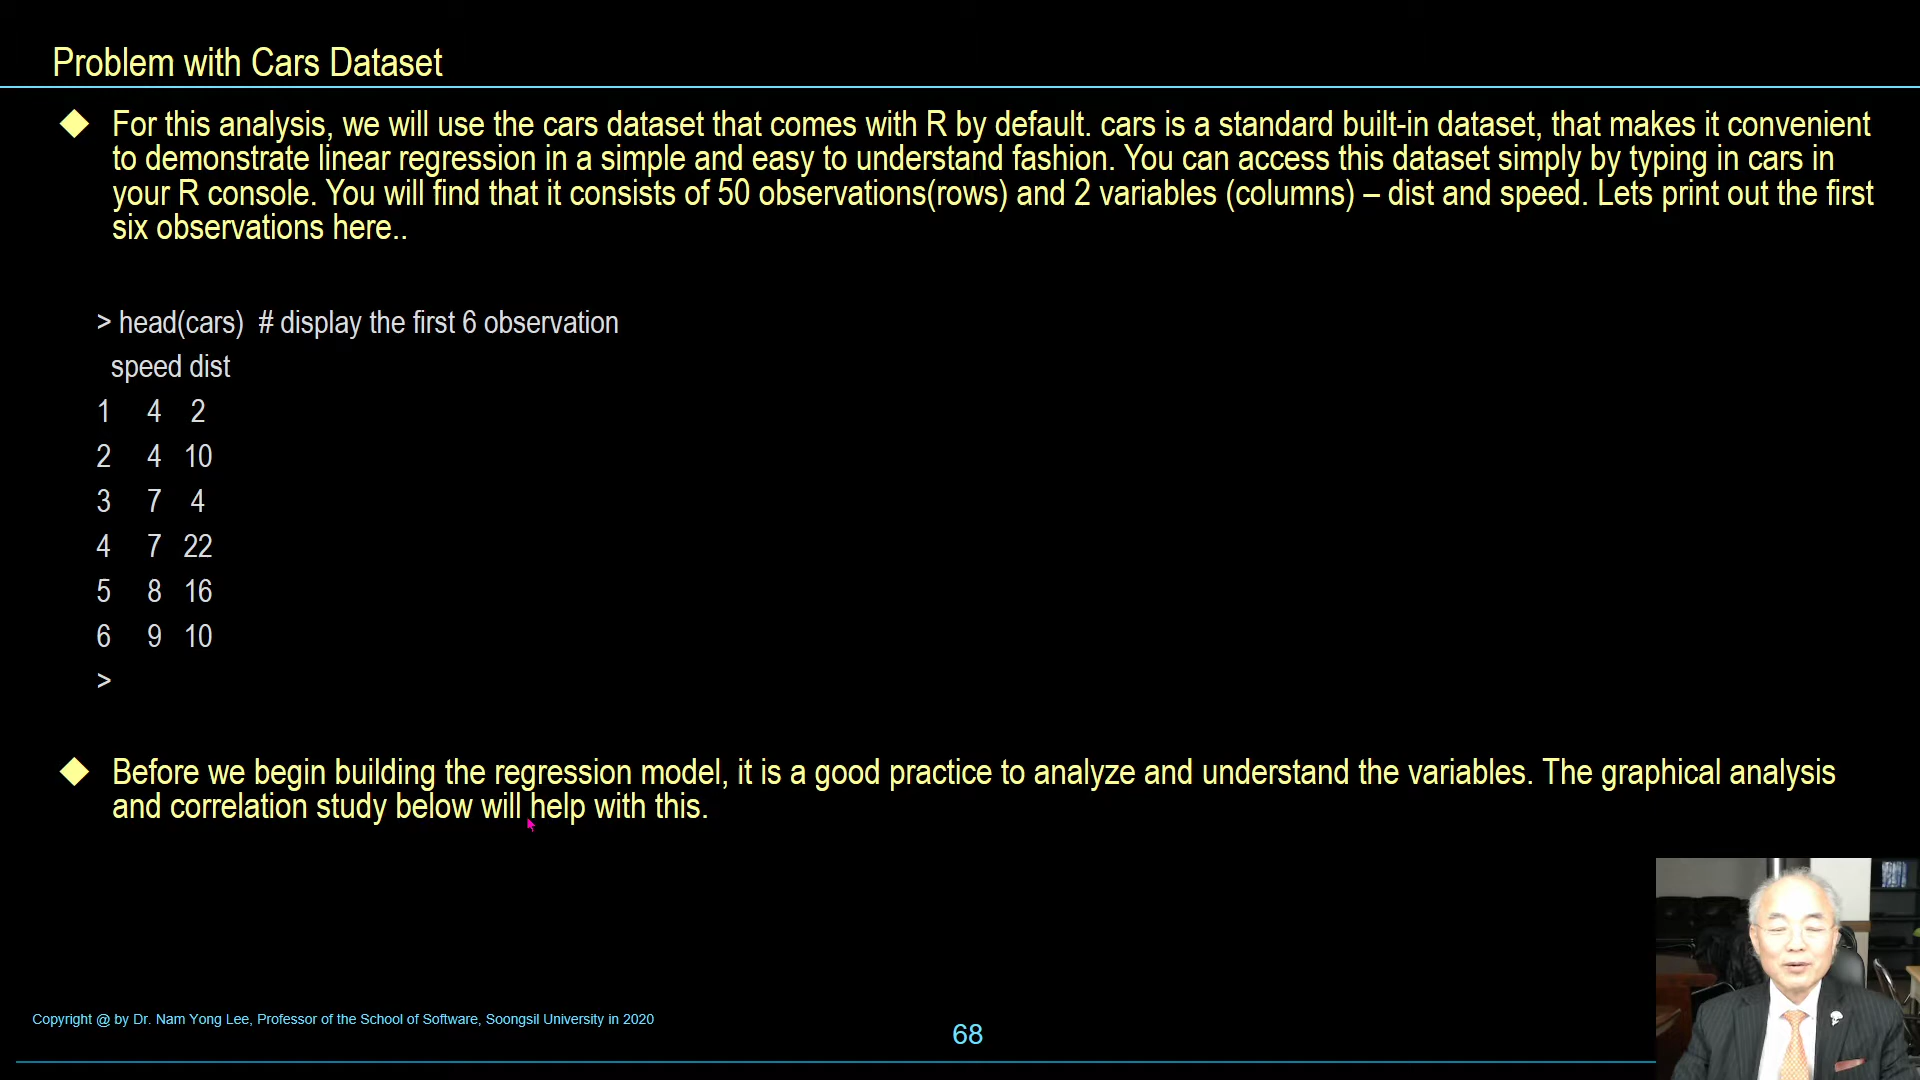 Problem with Cars Dataset
For this analysis, we will use the cars dataset that comes with R by default. cars is a standard built-in dataset, that makes it convenient
to demonstrate linear regression in a simple and easy to understand fashion. You can access this dataset simply by typing in cars in
your R console. You will find that it consists of 50 observations(rows) and 2 variables (columns) – dist and speed. Lets print out the first
six observations here..
> head(cars)  # display the first 6 observation
speed dist
1 4 2
2 4 10
3 7 4
4 7 22
5 8 16
6 9 10
>
Before we begin building the regression model, it is a good practice to analyze and understand the variables. The graphical analysis
and correlation study below will help with this.
Copyright @ by Dr. Nam Yong Lee, Professor of the School of Software, Soongsil University in 2020
68